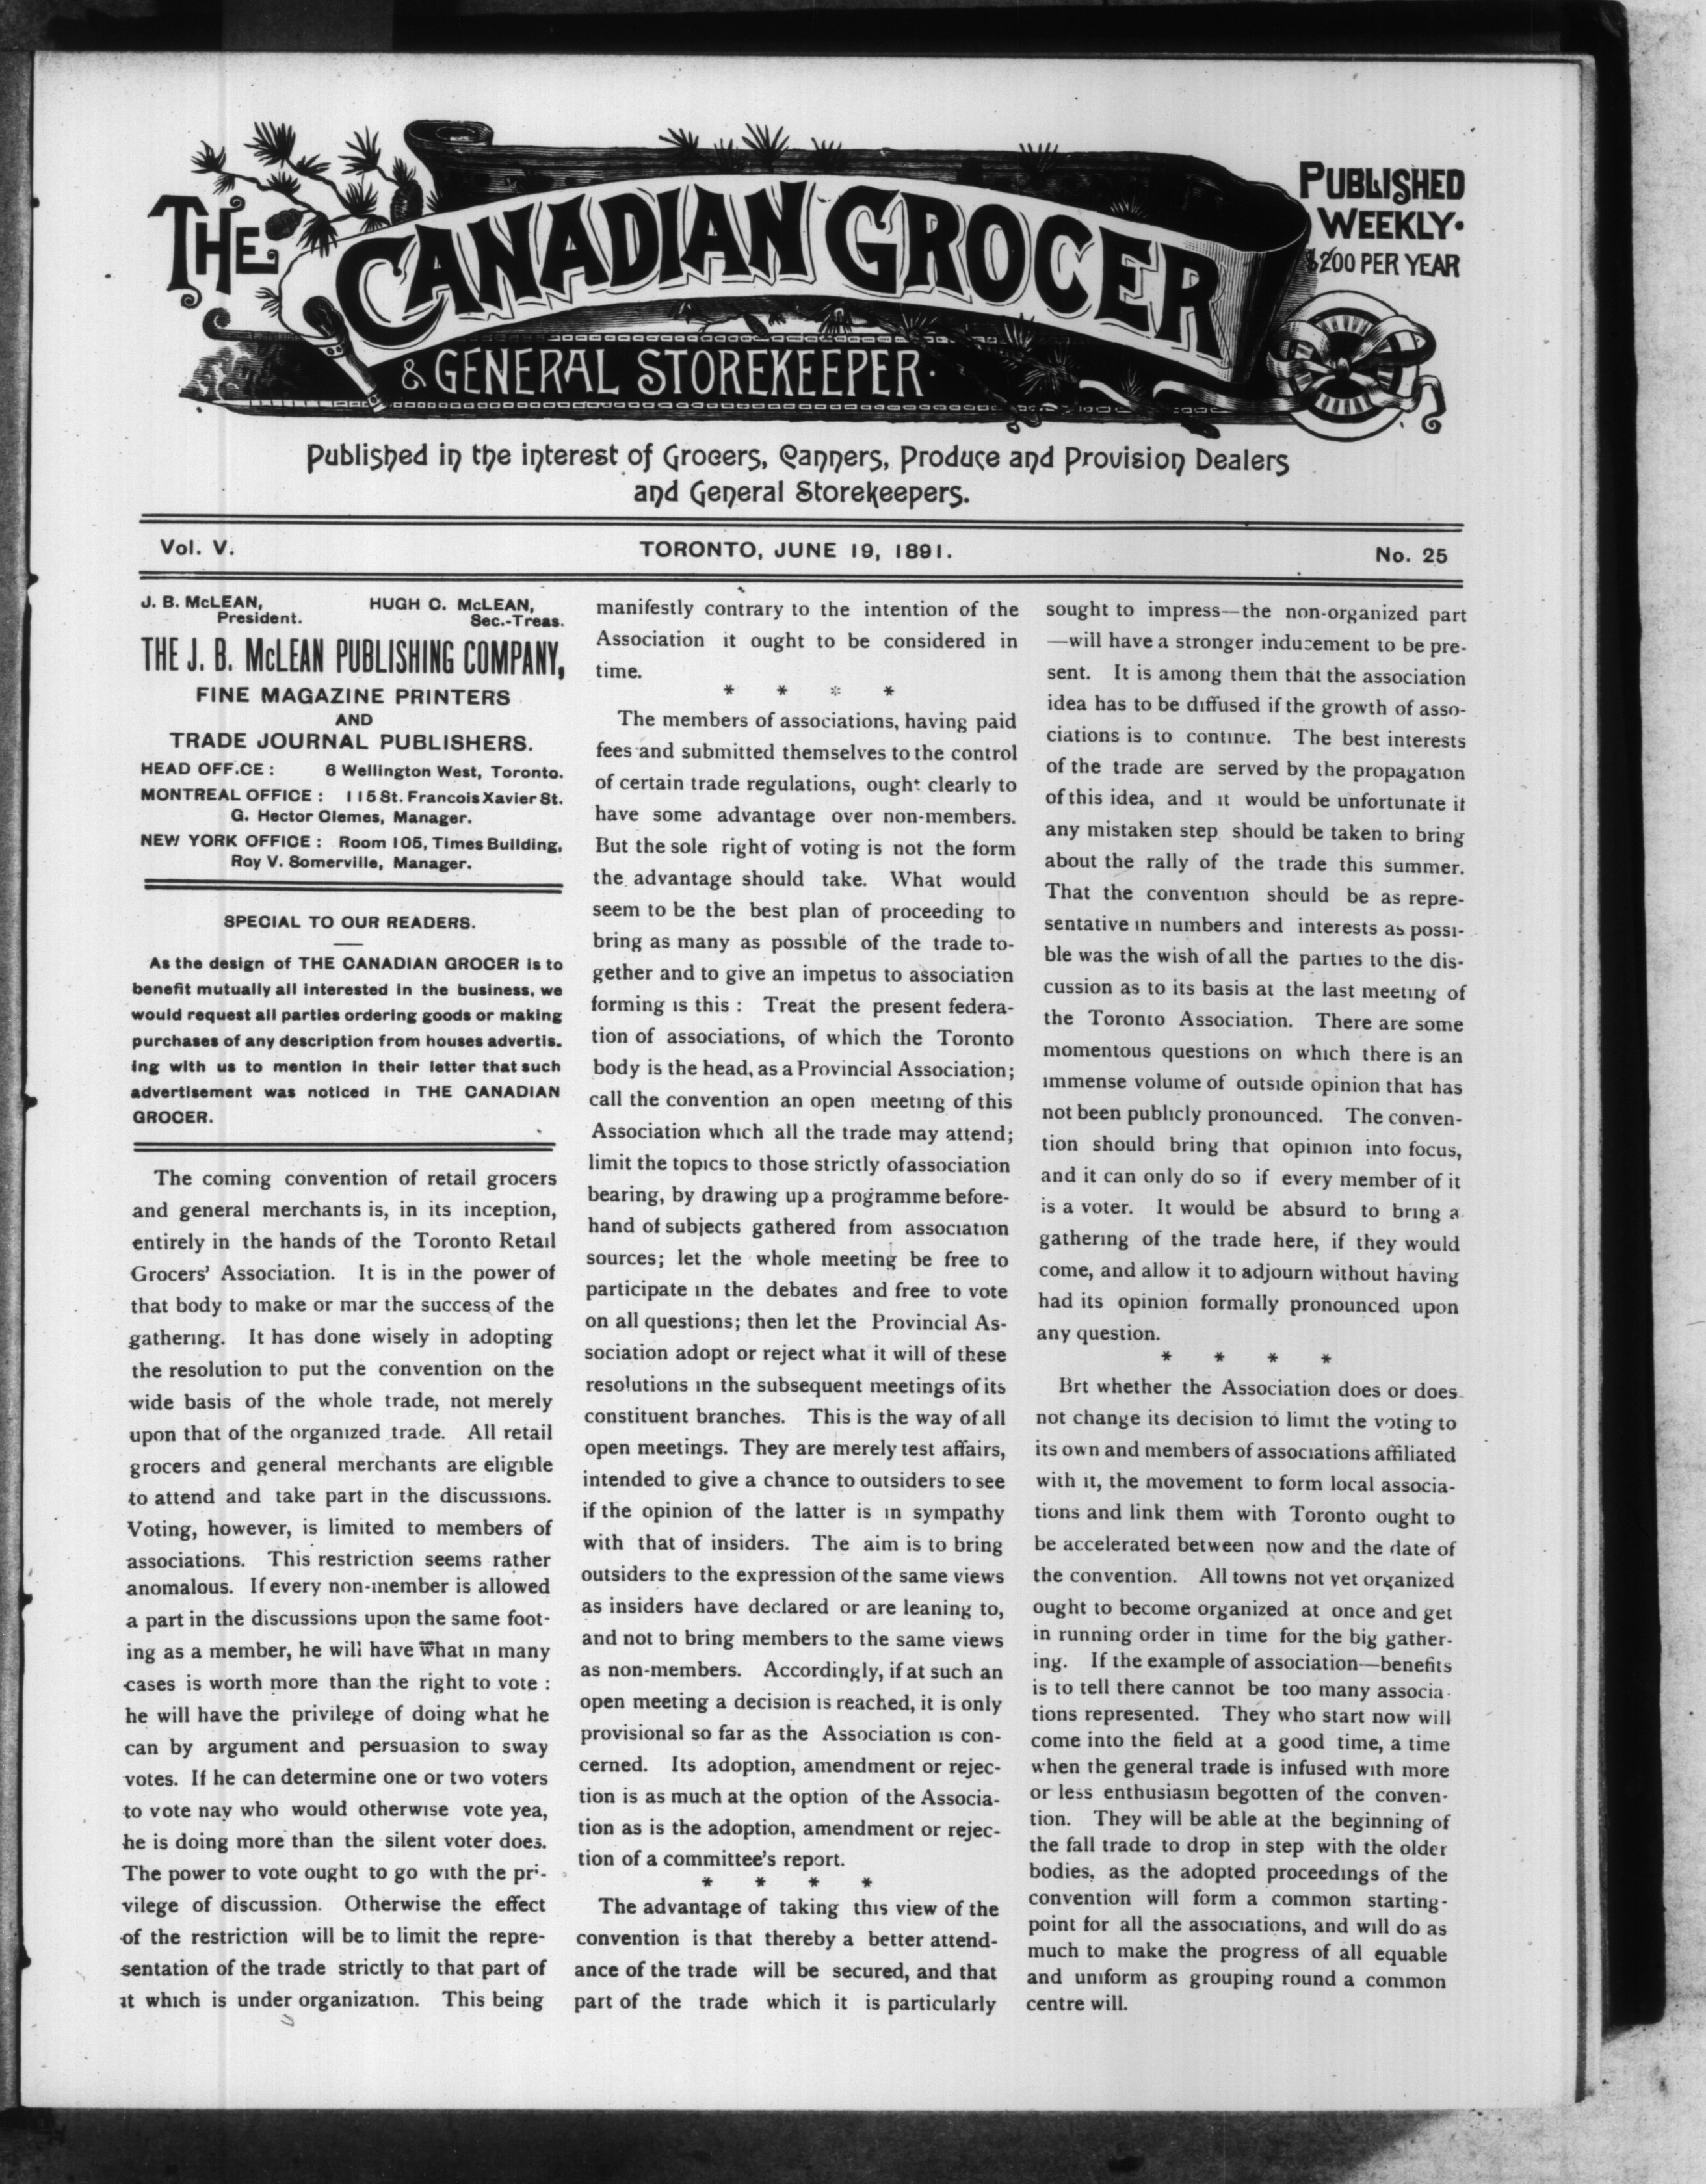 THE CANADIAN GROCER
& GENERAL STOREKEEPER.
PUBLISHED
WEEKLY.
$2.00 PER YEAR
Published in the interest of Grocers, Canners, Produce and Provision Dealers
and General Storekeepers.
Vol. V.
TORONTO, JUNE 19, 1891.
No. 25
J. B. McLEAN,
President.
HUGH C. McLEAN,
Sec.-Treas.
THE J. B. McLEAN PUBLISHING COMPANY,
FINE MAGAZINE PRINTERS
AND
TRADE JOURNAL PUBLISHERS.
HEAD OFF.CE: 6 Wellington West, Toronto.
MONTREAL OFFICE: 115 St. Francois Xavier St.
G. Hector Clemes, Manager.
NEW YORK OFFICE: Room 105, Times Building,
Roy V. Somerville, Manager.
SPECIAL TO OUR READERS.
As the design of THE CANADIAN GROCER is to
benefit mutually all interested in the business, we
would request all parties ordering goods or making
purchases of any description from houses advertis-
ing with us to mention in their letter that such
advertisement was noticed in THE CANADIAN
GROCER.
The coming convention of retail grocers
and general merchants is, in its inception,
entirely in the hands of the Toronto Retail
Grocers' Association. It is in the power of
that body to make or mar the success of the
gathering. It has done wisely in adopting
the resolution to put the convention on the
wide basis of the whole trade, not merely
upon that of the organized trade. All retail
grocers and general merchants are eligible
to attend and take part in the discussions.
Voting, however, is limited to members of
associations. This restriction seems rather
anomalous. If every non-member is allowed
a part in the discussions upon the same foot-
ing as a member, he will have what in many
cases is worth more than the right to vote :
he will have the privilege of doing what he
can by argument and persuasion to sway
votes. If he can determine one or two voters
to vote nay who would otherwise vote yea,
he is doing more than the silent voter does.
The power to vote ought to go with the pri-
vilege of discussion. Otherwise the effect
of the restriction will be to limit the repre-
sentation of the trade strictly to that part of
it which is under organization. This being
manifestly contrary to the intention of the
Association it ought to be considered in
time.
* * * *
The members of associations, having paid
fees and submitted themselves to the control
of certain trade regulations, ought clearly to
have some advantage over non-members.
But the sole right of voting is not the form
the advantage should take. What would
seem to be the best plan of proceeding to
bring as many as possible of the trade to-
gether and to give an impetus to association
forming is this : Treat the present federa-
tion of associations, of which the Toronto
body is the head, as a Provincial Association;
call the convention an open meeting of this
Association which all the trade may attend;
limit the topics to those strictly ofassociation
bearing, by drawing up a programme before-
hand of subjects gathered from association
sources; let the whole meeting be free to
participate in the debates and free to vote
on all questions; then let the Provincial As-
sociation adopt or reject what it will of these
resolutions in the subsequent meetings of its
constituent branches. This is the way of all
open meetings. They are merely test affairs,
intended to give a chance to outsiders to see
if the opinion of the latter is in sympathy
with that of insiders. The aim is to bring
outsiders to the expression of the same views
as insiders have declared or are leaning to,
and not to bring members to the same views
as non-members. Accordingly, if at such an
open meeting a decision is reached, it is only
provisional so far as the Association is con-
cerned. Its adoption, amendment or rejec-
tion is as much at the option of the Associa-
tion as is the adoption, amendment or rejec-
tion of a committee's report.
* * * *
The advantage of taking this view of the
convention is that thereby a better attend-
ance of the trade will be secured, and that
part of the trade which it is particularly
sought to impress—the non-organized part
—will have a stronger inducement to be pre-
sent. It is among them that the association
idea has to be diffused if the growth of asso-
ciations is to continue. The best interests
of the trade are served by the propagation
of this idea, and it would be unfortunate if
any mistaken step should be taken to bring
about the rally of the trade this summer.
That the convention should be as repre-
sentative in numbers and interests as possi-
ble was the wish of all the parties to the dis-
cussion as to its basis at the last meeting of
the Toronto Association. There are some
momentous questions on which there is an
immense volume of outside opinion that has
not been publicly pronounced. The conven-
tion should bring that opinion into focus,
and it can only do so if every member of it
is a voter. It would be absurd to bring a
gathering of the trade here, if they would
come, and allow it to adjourn without having
had its opinion formally pronounced upon
any question.
* * * *
Brt whether the Association does or does
not change its decision to limit the voting to
its own and members of associations affiliated
with it, the movement to form local associa-
tions and link them with Toronto ought to
be accelerated between now and the date of
the convention. All towns not yet organized
ought to become organized at once and get
in running order in time for the big gather-
ing. If the example of association—benefits
is to tell there cannot be too many associa-
tions represented. They who start now will
come into the field at a good time, a time
when the general trade is infused with more
or less enthusiasm begotten of the conven-
tion. They will be able at the beginning of
the fall trade to drop in step with the older
bodies, as the adopted proceedings of the
convention will form a common starting-
point for all the associations, and will do as
much to make the progress of all equable
and uniform as grouping round a common
centre will.